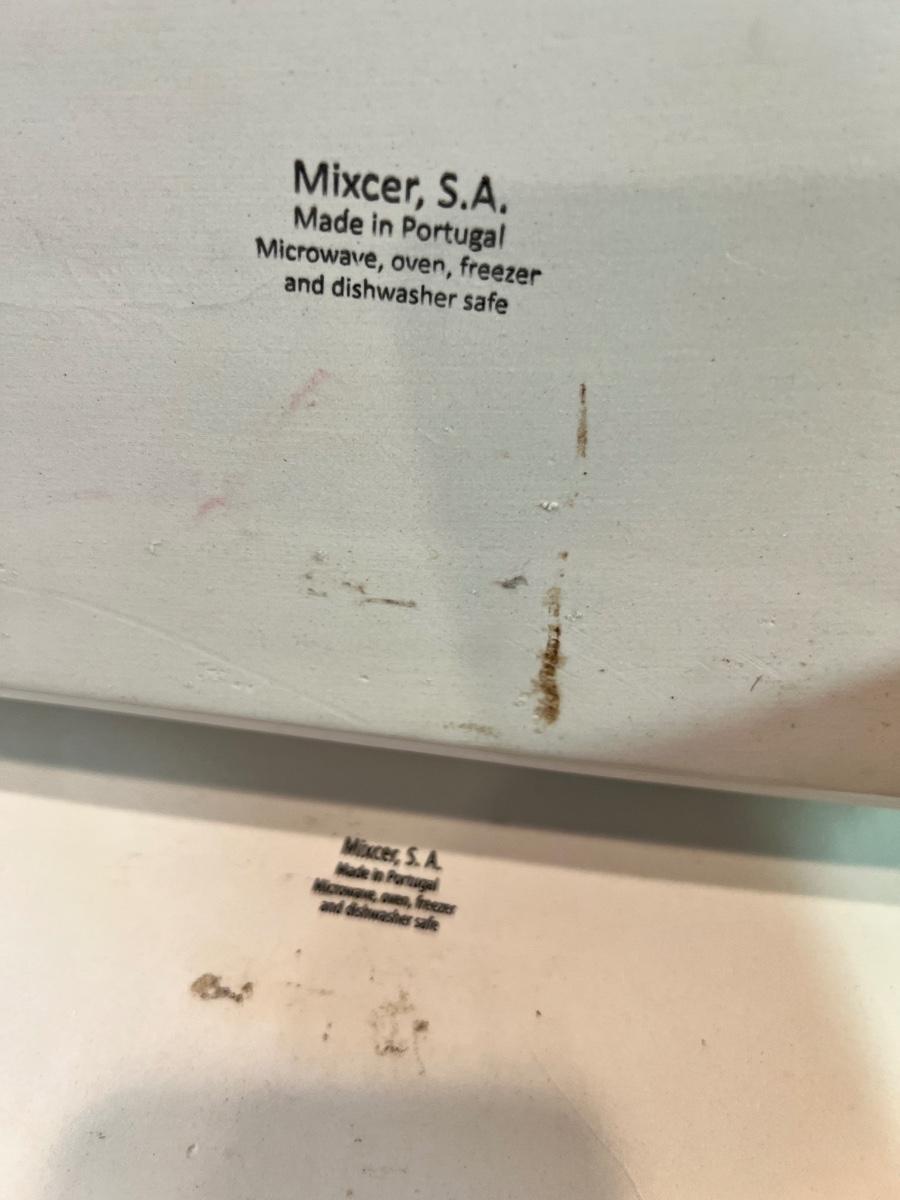 Mixcer, S.A.
Made in Portugal
Microwave, oven, freezer
and dishwasher safe
Mixcer, S. A.
Made in Portugal
Microwave, oven, freezer
and dishwasher safe